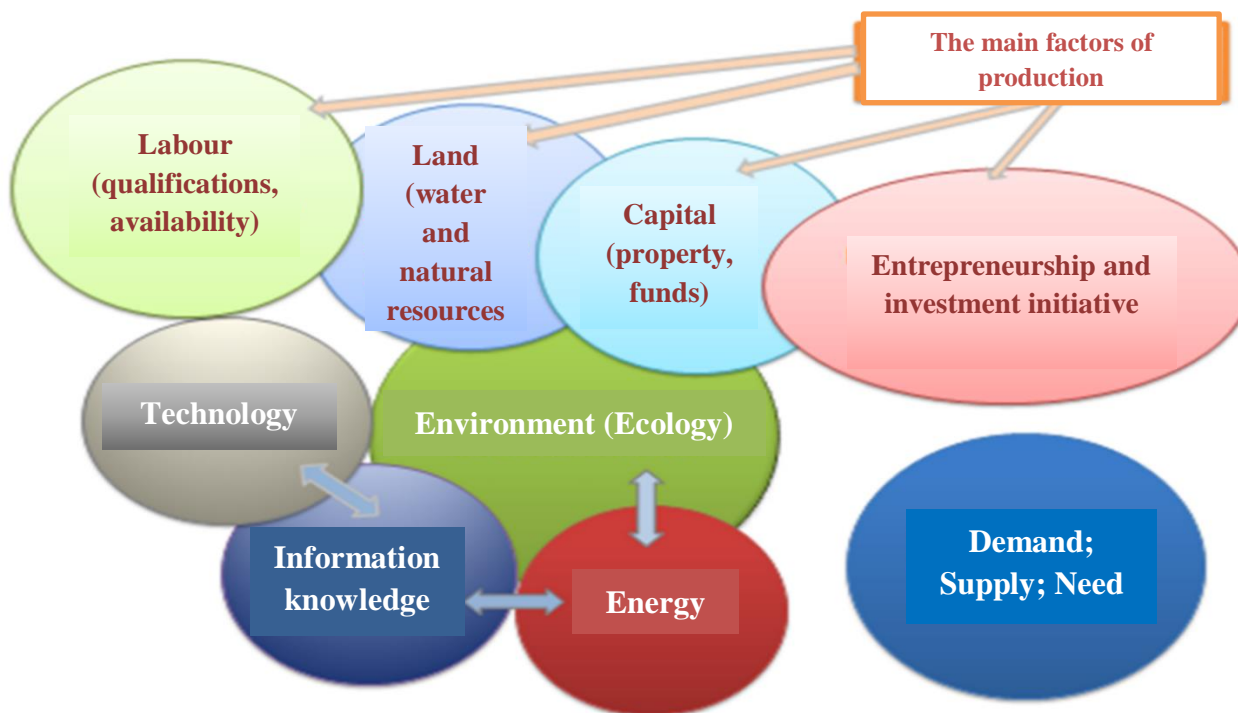 The main factors of
production
Labour
(qualifications,
availability)
Land
(water
and
natural
resources
Capital
(property,
funds)
Entrepreneurship and
investment initiative
Technology
Environment (Ecology)
Information
knowledge
Energy
Demand;
Supply; Need